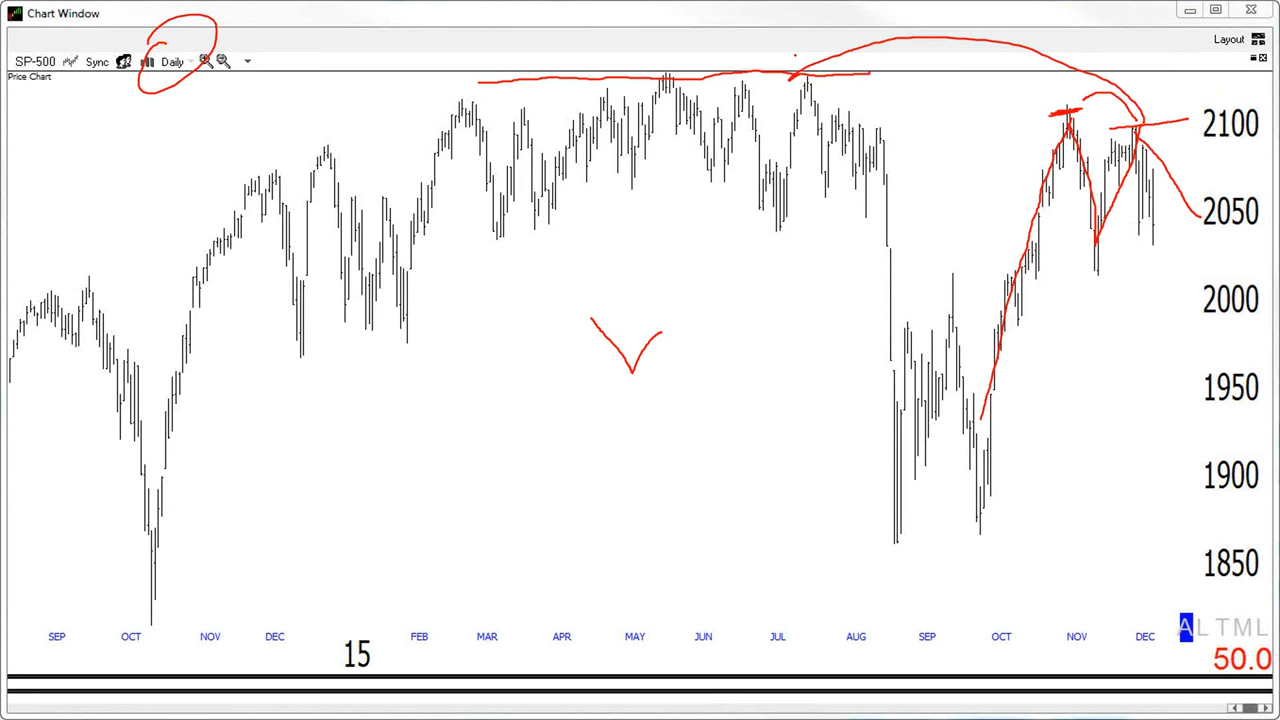 Chart Window
Layout
SP-500 Sync Daily
Price Chart
2100
2050
2000
1950
1900
1850
SEP OCT NOV DEC FEB MAR APR MAY JUN JUL AUG SEP OCT NOV DEC
15
ALTML
50.0